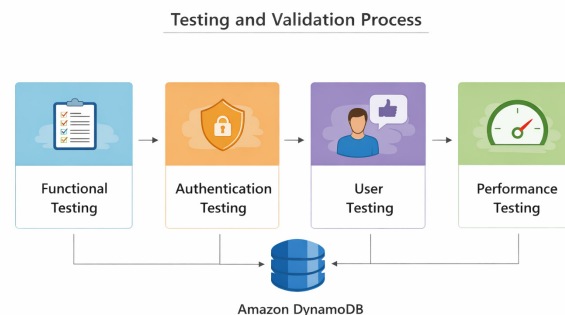 Testing and Validation Process
Functional
Testing
Authentication
Testing
User
Testing
Performance
Testing
Amazon DynamoDB